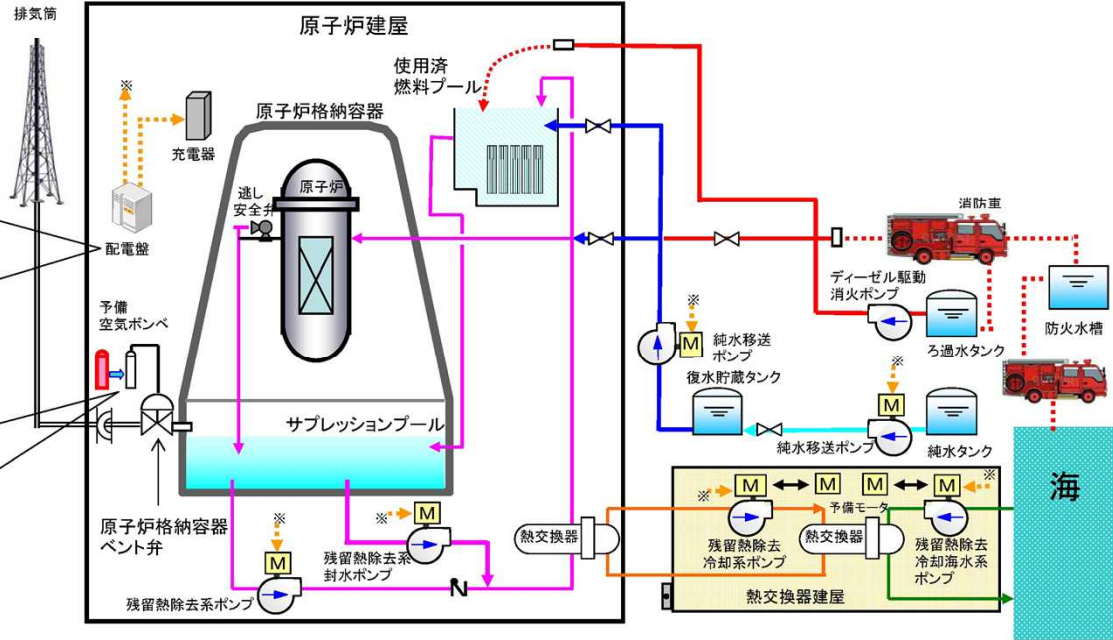 排気筒
原子炉建屋
※
充電器
配電盤
原子炉格納容器
使用済
燃料プール
原子炉
逃し
安全弁
消防車
ディーゼル駆動
消火ポンプ
ろ過水タンク
防火水槽
予備
空気ボンベ
※
M
純水移送
ポンプ
復水貯蔵タンク
※
M
純水移送ポンプ
純水タンク
サプレッションプール
海
原子炉格納容器
ベント弁
※
M
残留熱除去系ポンプ
※
M
残留熱除去系
封水ポンプ
熱交換器
※
M
M
予備モータ
M
M
※
残留熱除去
冷却系ポンプ
熱交換器
残留熱除去
冷却海水系
ポンプ
熱交換器建屋